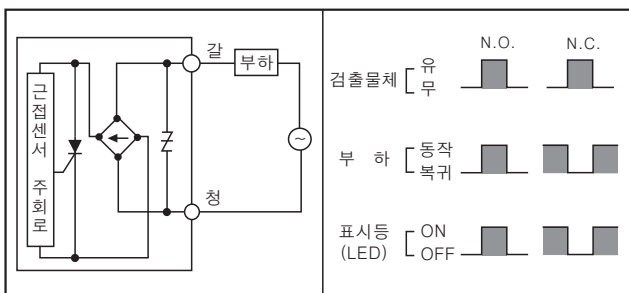 갈
부하
근접센서 주회로
~
청
N.O. N.C.
검출물체 유
무
부 하 동작
복귀
표시등 ON
(LED) OFF